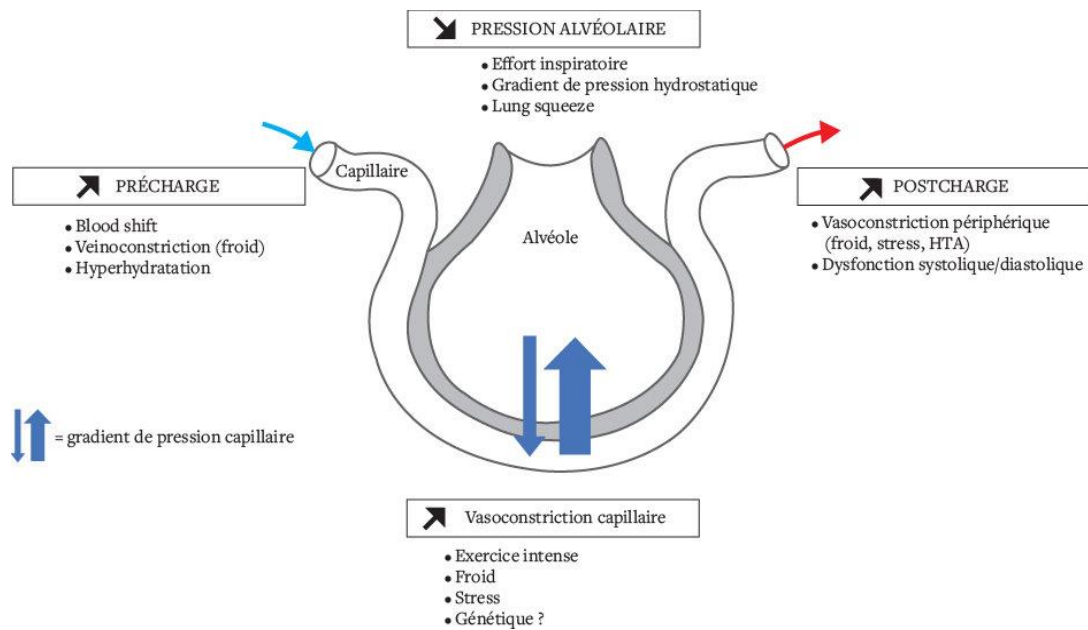 PRESSION ALVÉOLAIRE
• Effort inspiratoire
• Gradient de pression hydrostatique
• Lung squeeze
Capillaire
PRÉCHARGE
• Blood shift
• Veinoconstriction (froid)
• Hyperhydratation
Alvéole
POSTCHARGE
• Vasoconstriction périphérique
(froid, stress, HTA)
• Dysfonction systolique/diastolique
= gradient de pression capillaire
Vasoconstriction capillaire
• Exercice intense
• Froid
• Stress
• Génétique ?